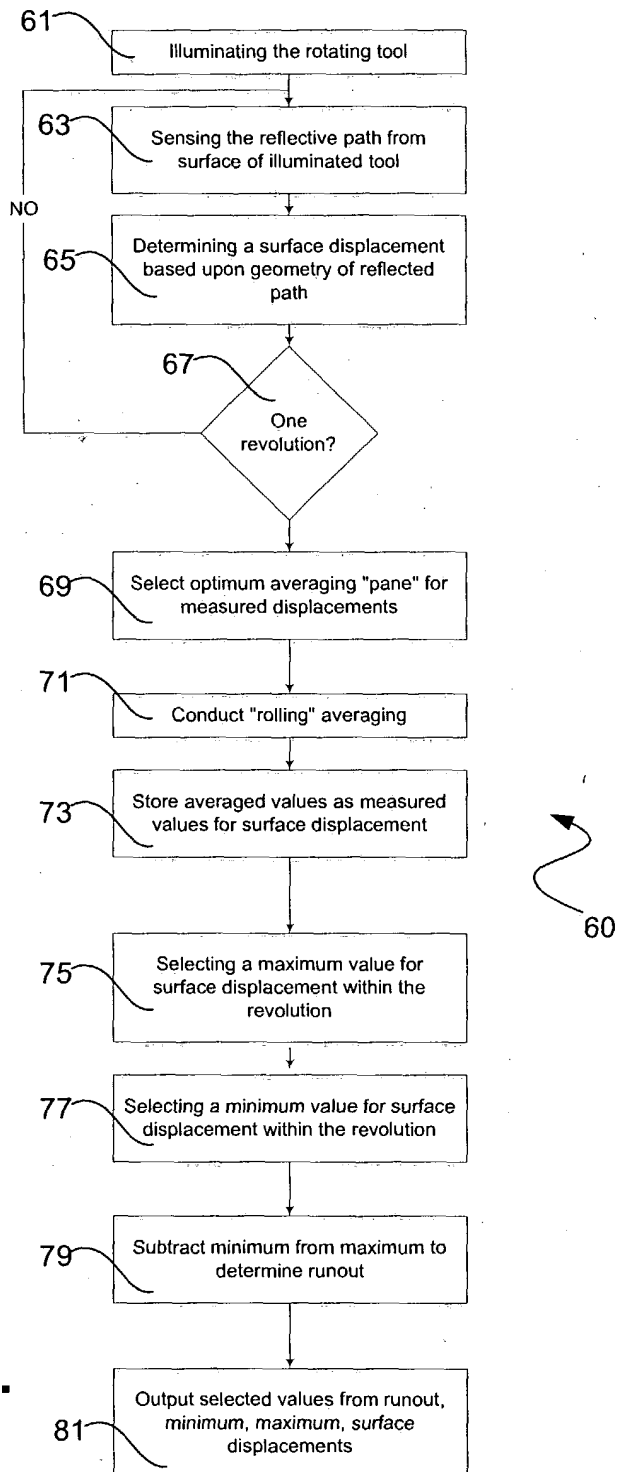 61
Illuminating the rotating tool
63
Sensing the reflective path from
surface of illuminated tool
NO
65
Determining a surface displacement
based upon geometry of reflected
path
67
One
revolution?
69
Select optimum averaging "pane" for
measured displacements
71
Conduct "rolling" averaging
73
Store averaged values as measured
values for surface displacement
60
75
Selecting a maximum value for
surface displacement within the
revolution
77
Selecting a minimum value for surface
displacement within the revolution
79
Subtract minimum from maximum to
determine runout
81
Output selected values from runout,
minimum, maximum, surface
displacements